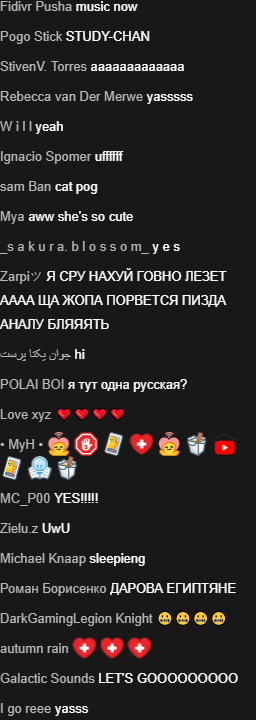 Fidivr Pusha music now
Pogo Stick STUDY-CHAN
StivenV. Torres aaaaaaaaaaaaa
Rebecca van Der Merwe yasssss
W i l l yeah
Ignacio Spomer uffffff
sam Ban cat pog
Mya aww she's so cute
_s a k u r a. b l o s s o m_ y e s
Zarpiツ Я СРУ НАХУЙ ГОВНО ЛЕЗЕТ
АААА ЩА ЖОПА ПОРВЕТСЯ ПИЗДА
АНАЛУ БЛЯЯЯТЬ
جوان یکتا پرست hi
POLAI BOI я тут одна русская?
Love xyz ❤❤❤❤
• MyH •
MC_P00 YES!!!!!
Zielu.z UwU
Michael Knaap sleepieng
Роман Борисенко ДАРОВА ЕГИПТЯНЕ
DarkGamingLegion Knight 😬😬😬😬
autumn rain
Galactic Sounds LET'S GOOOOOOOOO
I go reee yasss